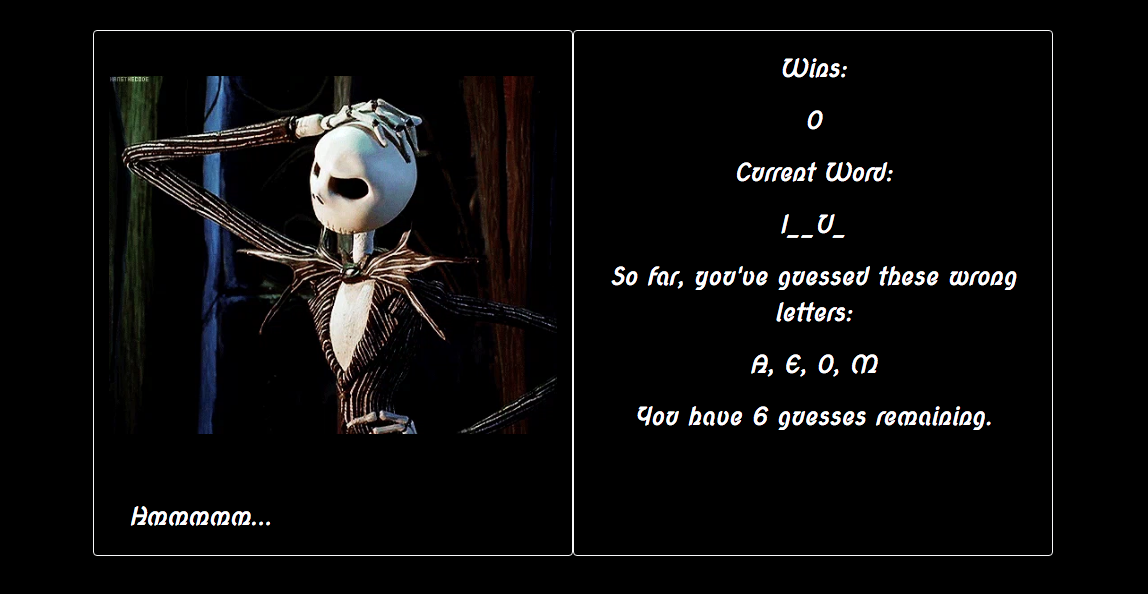 HANGTHECODE
Wins:
0
Current Word:
I__U_
So far, you've guessed these wrong
letters:
A, E, O, M
You have 6 guesses remaining.
Hmmmmm...